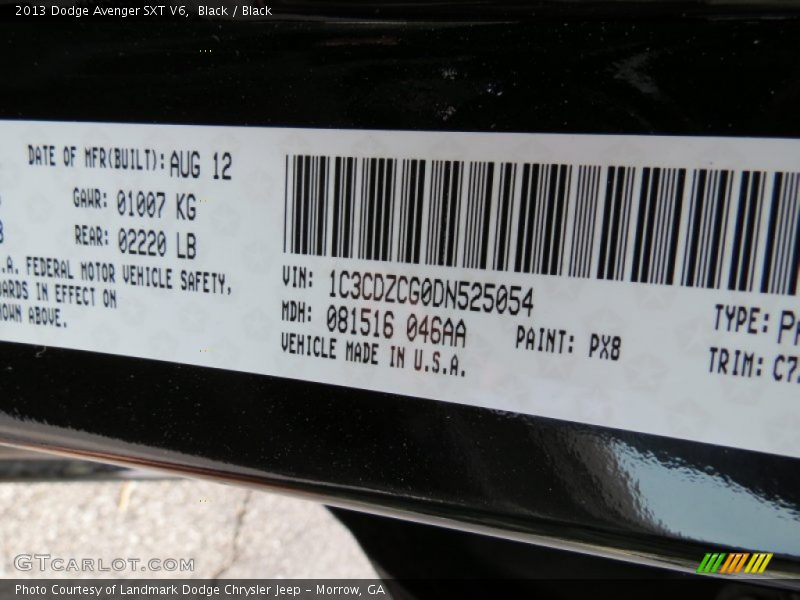 2013 Dodge Avenger SXT V6,  Black / Black
DATE OF MFR(BUILT): AUG 12
GAWR: 01007 KG
REAR: 02220 LB
.A. FEDERAL MOTOR VEHICLE SAFETY,
ARDS IN EFFECT ON
OWN ABOVE.
VIN: 1C3CDZCG0DN525054
MDH: 081516 046AA
PAINT: PX8
VEHICLE MADE IN U.S.A.
TYPE:
TRIM:
GTCARLOT.COM
Photo Courtesy of Landmark Dodge Chrysler Jeep – Morrow, GA